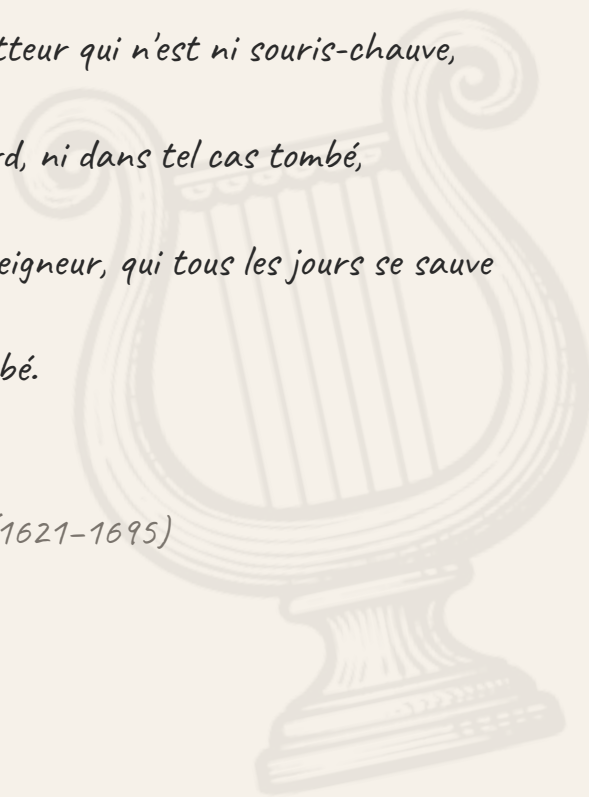 tteur qui n'est ni souris-chauve,
rd, ni dans tel cas tombé,
eigneur, qui tous les jours se sauve
bé.
(1621–1695)